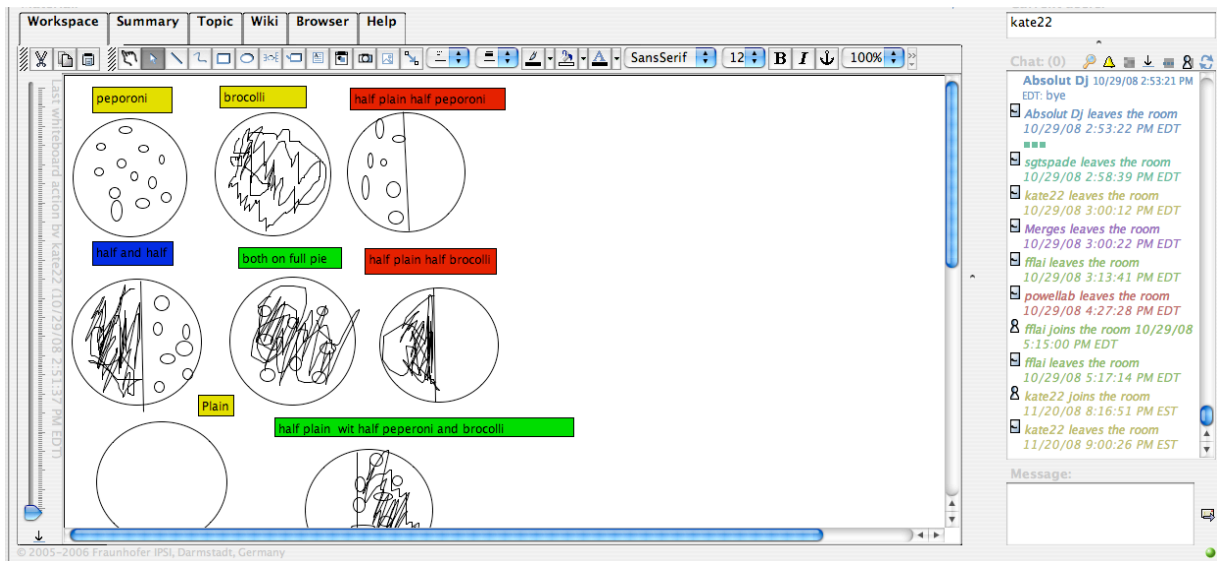 Workspace Summary Topic Wiki Browser Help
SansSerif 12 B I 100%
kate22
Chat: (0)
Last whiteboard action by kate22 (10/29/08 2:51:37 PM EDT)
peporoni
brocolli
half plain half peporoni
half and half
both on full pie
half plain half brocolli
Plain
half plain wit half peperoni and brocolli
Absolut Dj 10/29/08 2:53:21 PM
EDT: bye
Absolut Dj leaves the room
10/29/08 2:53:22 PM EDT
sgtspade leaves the room
10/29/08 2:58:39 PM EDT
kate22 leaves the room
10/29/08 3:00:12 PM EDT
Merges leaves the room
10/29/08 3:00:22 PM EDT
fflai leaves the room
10/29/08 3:13:41 PM EDT
powellab leaves the room
10/29/08 4:27:28 PM EDT
fflai joins the room 10/29/08
5:15:00 PM EDT
fflai leaves the room
10/29/08 5:17:14 PM EDT
kate22 joins the room
11/20/08 8:16:51 PM EST
kate22 leaves the room
11/20/08 9:00:26 PM EST
Message:
© 2005-2006 Fraunhofer IPSI, Darmstadt, Germany